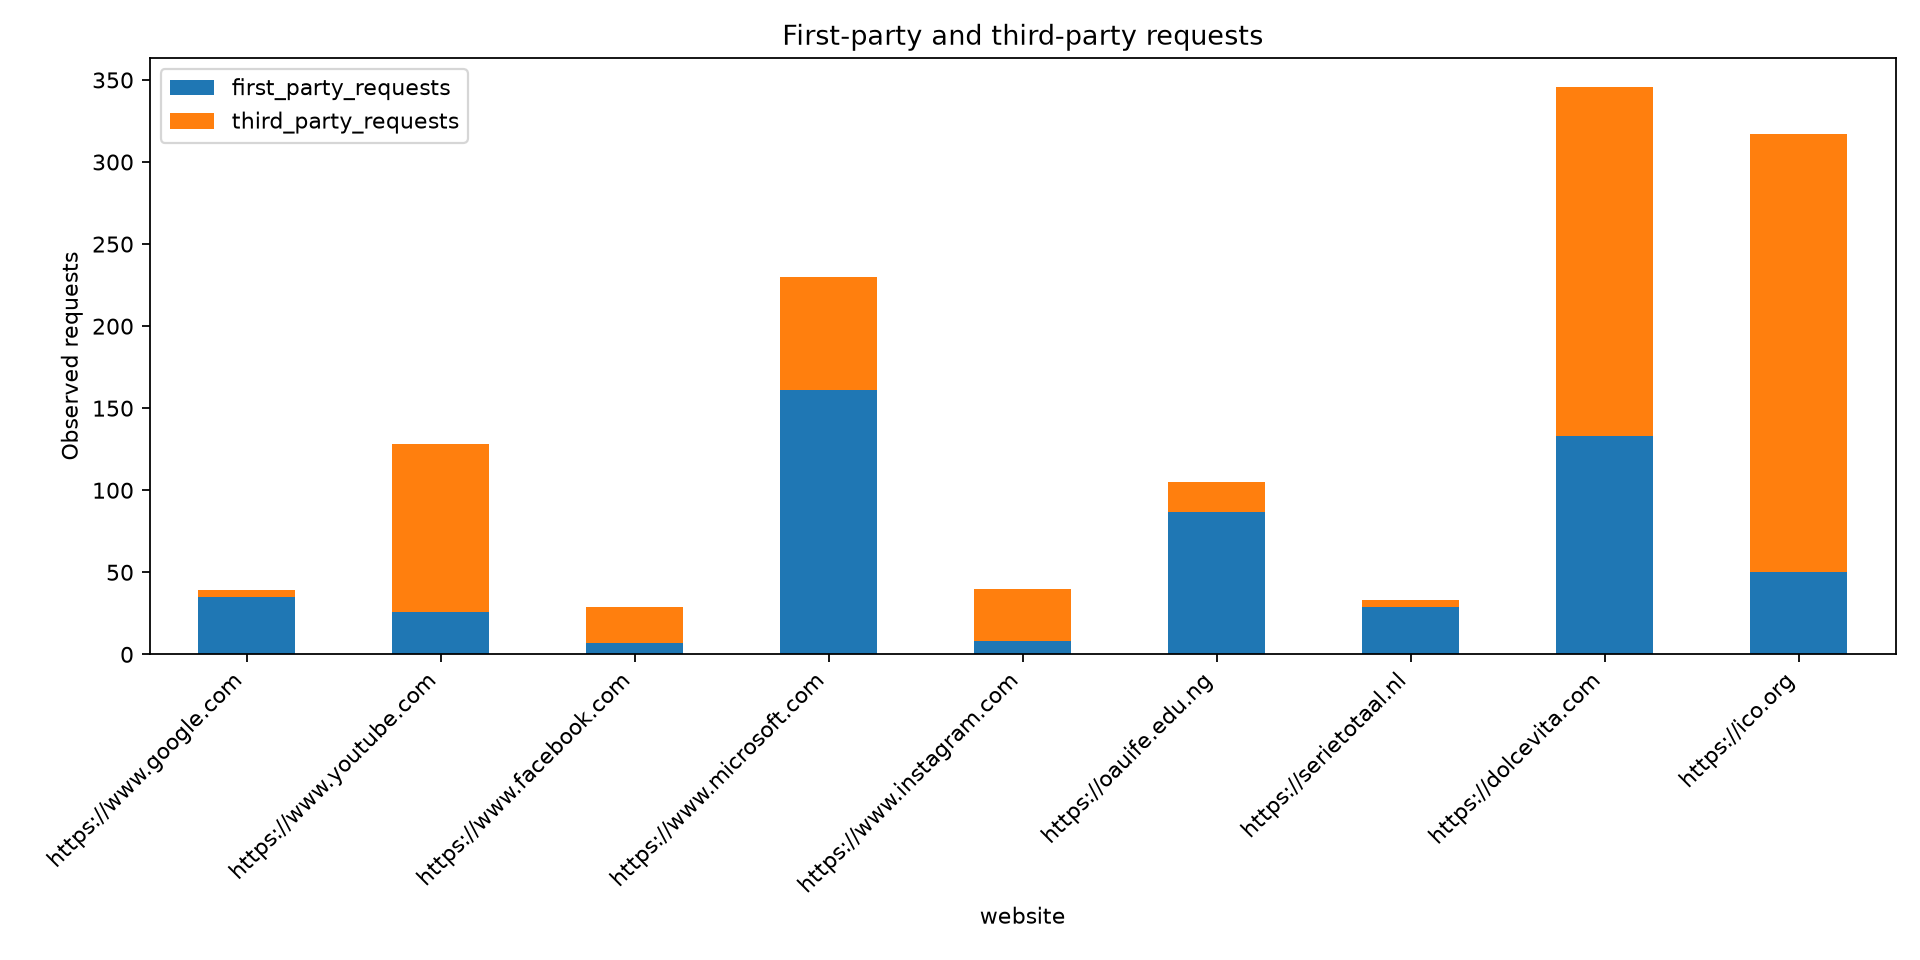 First-party and third-party requests
first_party_requests
third_party_requests
350
300
250
200
150
100
50
0
Observed requests
https://www.google.com
https://www.youtube.com
https://www.facebook.com
https://www.microsoft.com
https://www.instagram.com
https://oauife.edu.ng
https://serietotaal.nl
https://dolcevita.com
https://ico.org
website